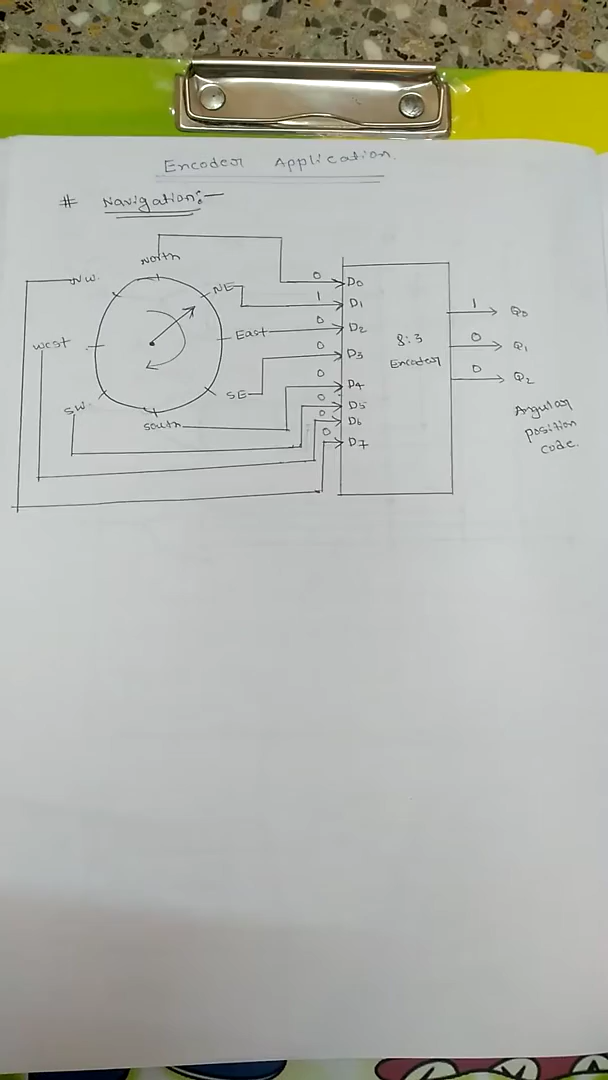 Encoder Application.
# Navigation:-
North
NW.
NE
West
East
SE
SW.
South
0 D0
1 D1
0 D2
0 D3
0 D4
0 D5
0 D6
0 D7
8:3
Encoder
1 Q0
0 Q1
0 Q2
Angular
position
code.